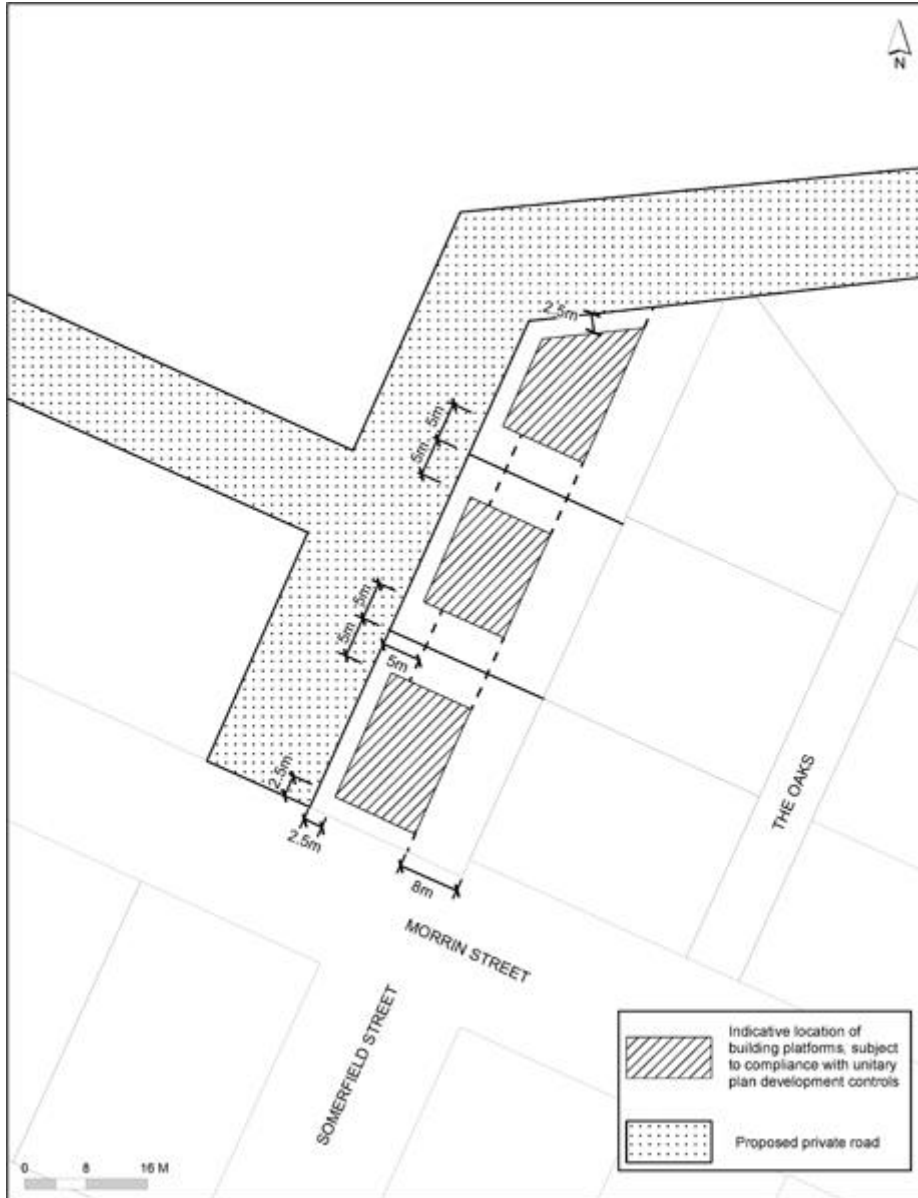 N
2.5m
5m
5m
5m
5m
5m
2.5m
2.5m
8m
THE OAKS
MORRIN STREET
SOMERFIELD STREET
Indicative location of
building platforms, subject
to compliance with unitary
plan development controls
Proposed private road
0 8 16 M